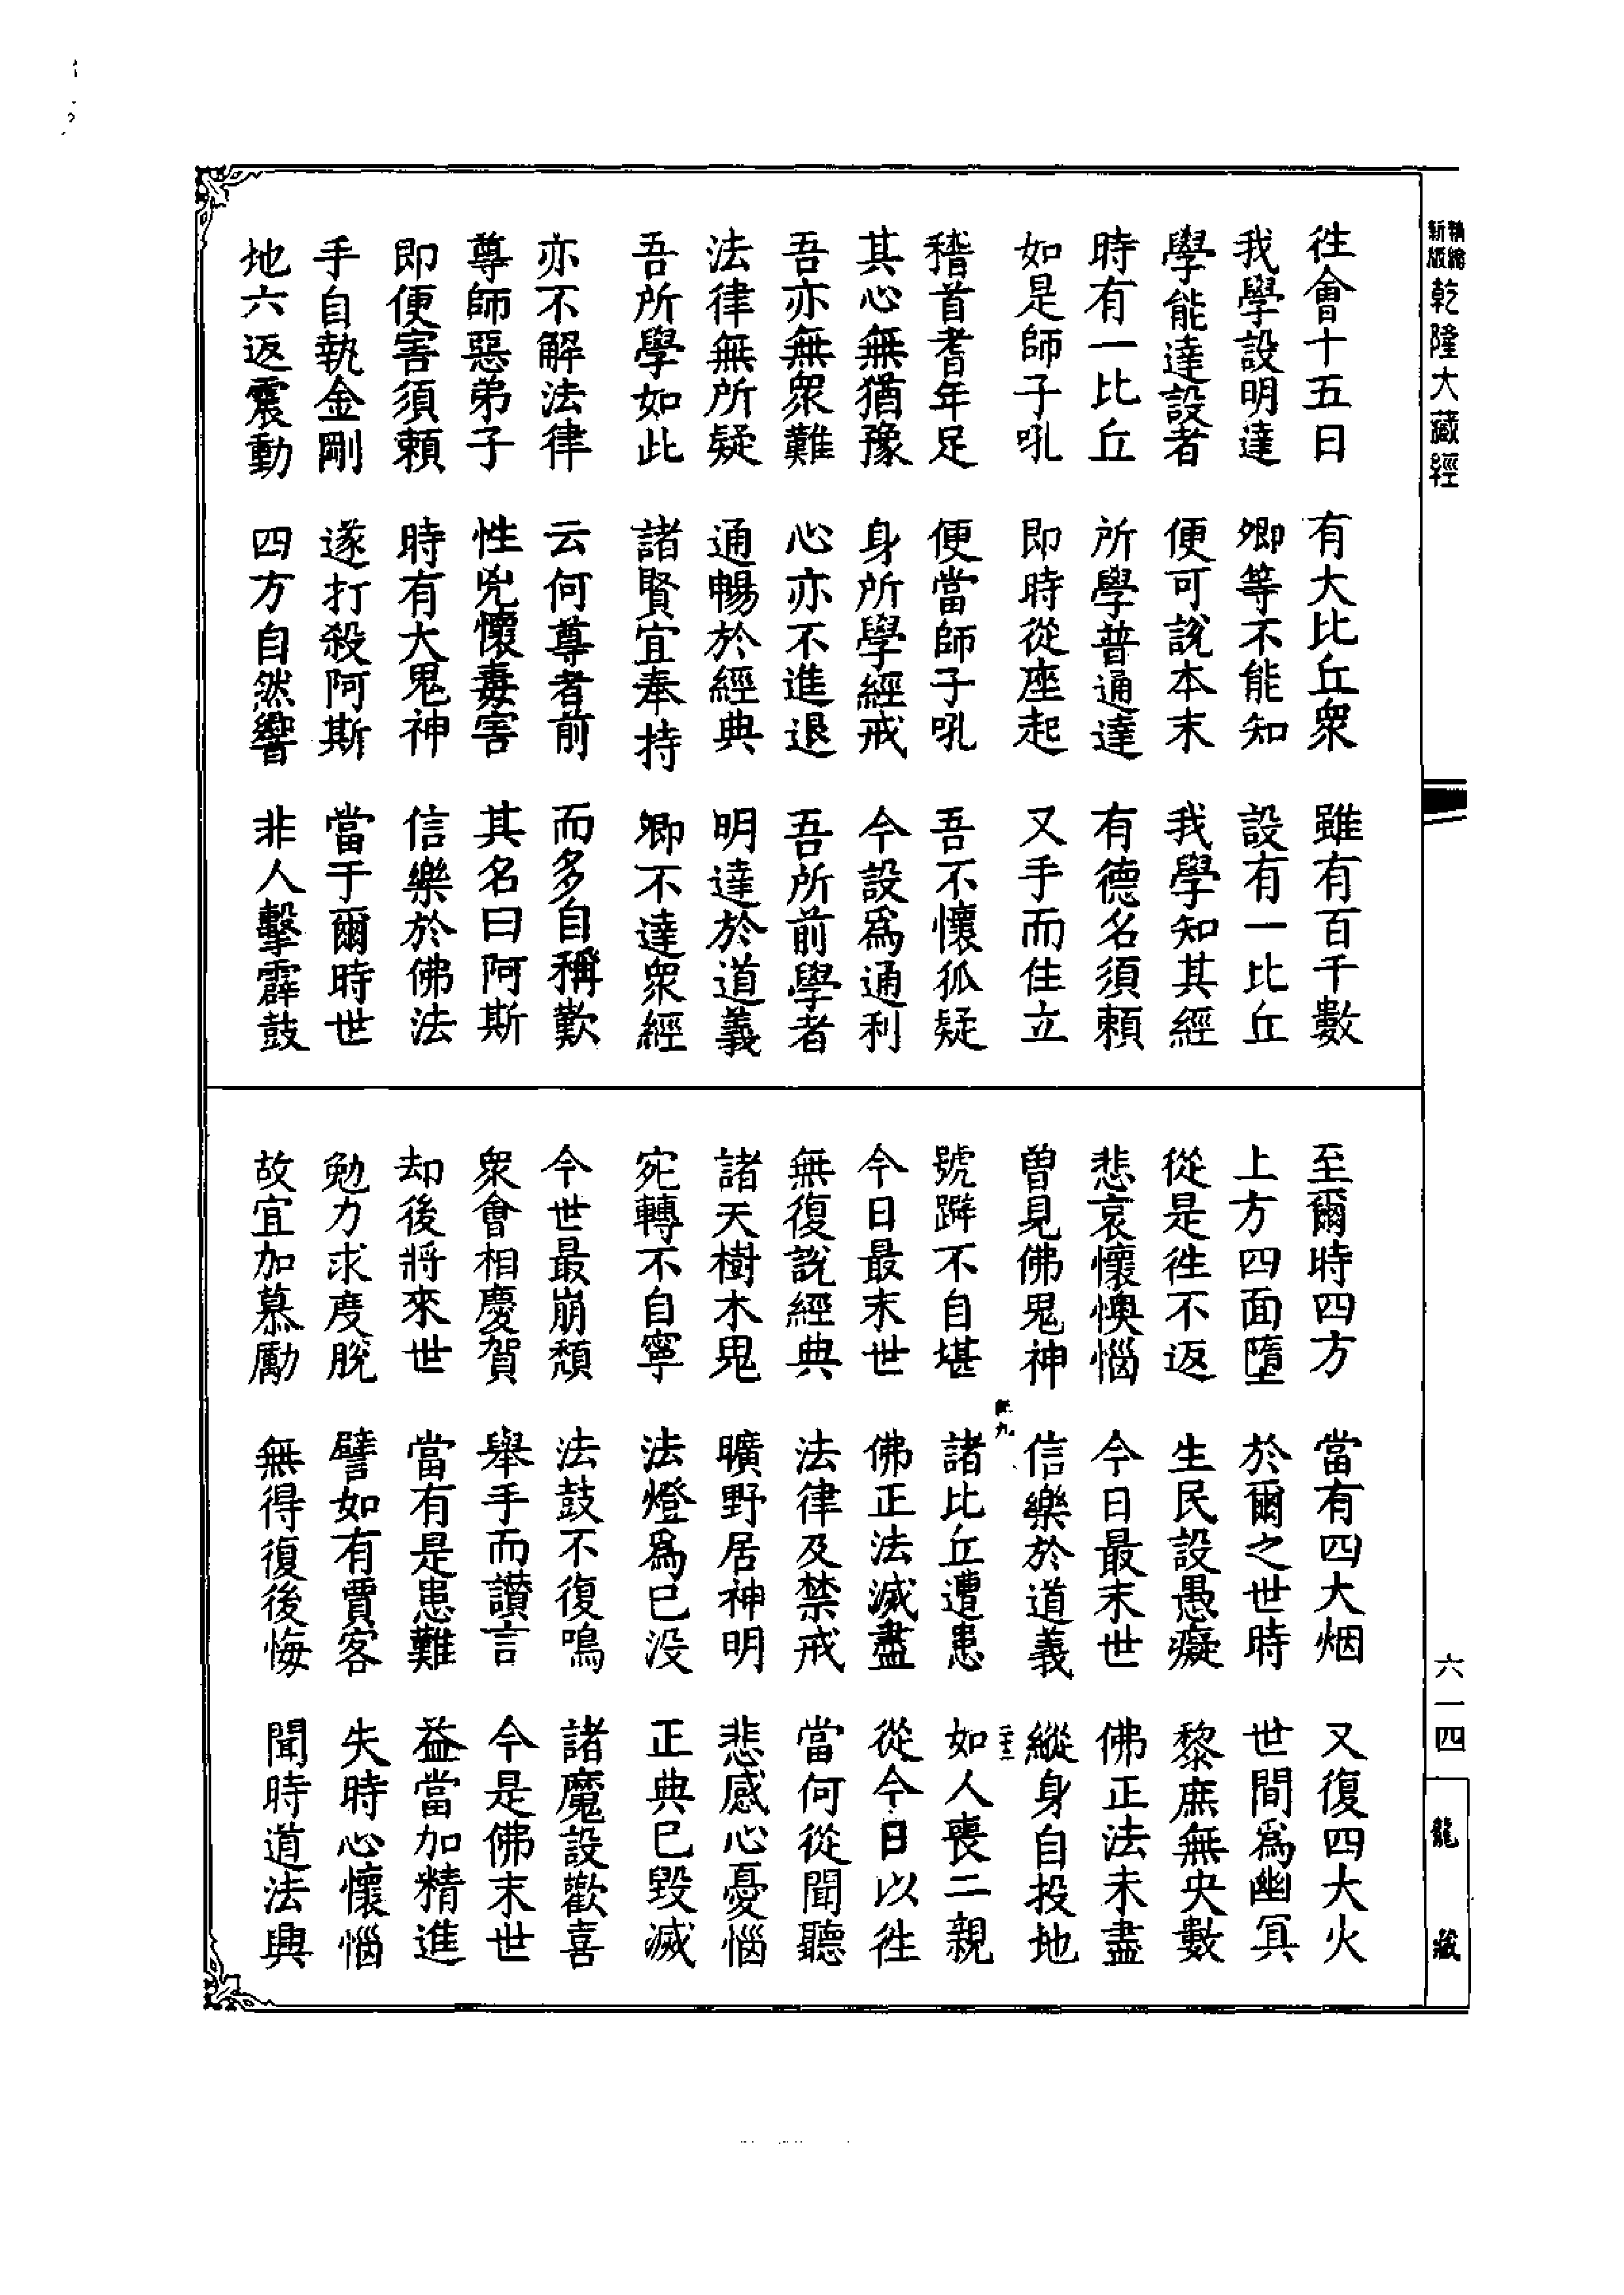 精縮
新版
乾隆大藏經
六一四
龍藏
往會十五日　有大比丘衆　雖有百千數
我學設明達　卿等不能知　設有一比丘
學能達設者　便可說本末　我學知其經
時有一比丘　所學普通達　有德名須賴
如是師子吼　即時從座起　叉手而住立
稽首耆年足　便當師子吼　吾不懷狐疑
其心無猶豫　身所學經戒　今設爲通利
吾亦無衆難　心亦不進退　吾所前學者
法律無所疑　通暢於經典　明達於道義
吾所學如此　諸賢宜奉持　卿不達衆經
亦不解法律　云何尊者前　而多自稱歎
尊師惡弟子　性兇懷毒害　其名曰阿斯
即便害須賴　時有大鬼神　信樂於佛法
手自執金剛　遂打殺阿斯　當于爾時世
地六返震動　四方自然響　非人擊霹鼓
至爾時四方　當有四大烟　又復四大火
上方四面墮　於爾之世時　世間爲幽冥
從是往不返　生民設愚癡　黎庶無央數
悲哀懷懊惱　今日最末世　佛正法未盡
曾見佛鬼神　信樂於道義　縱身自投地
號躃不自堪　諸比丘遭患　如人喪二親
今日最末世　佛正法滅盡　從今日以往
無復說經典　法律及禁戒　當何從聞聽
諸天樹木鬼　曠野居神明　悲感心憂惱
宛轉不自寧　法燈爲已没　正典已毀滅
今世最崩頹　法鼓不復鳴　諸魔設歡喜
衆會相慶賀　舉手而讚言　今是佛末世
却後將來世　當有是患難　益當加精進
勉力求度脫　譬如有賈客　失時心懷惱
故宜加慕勵　無得復後悔　聞時道法興